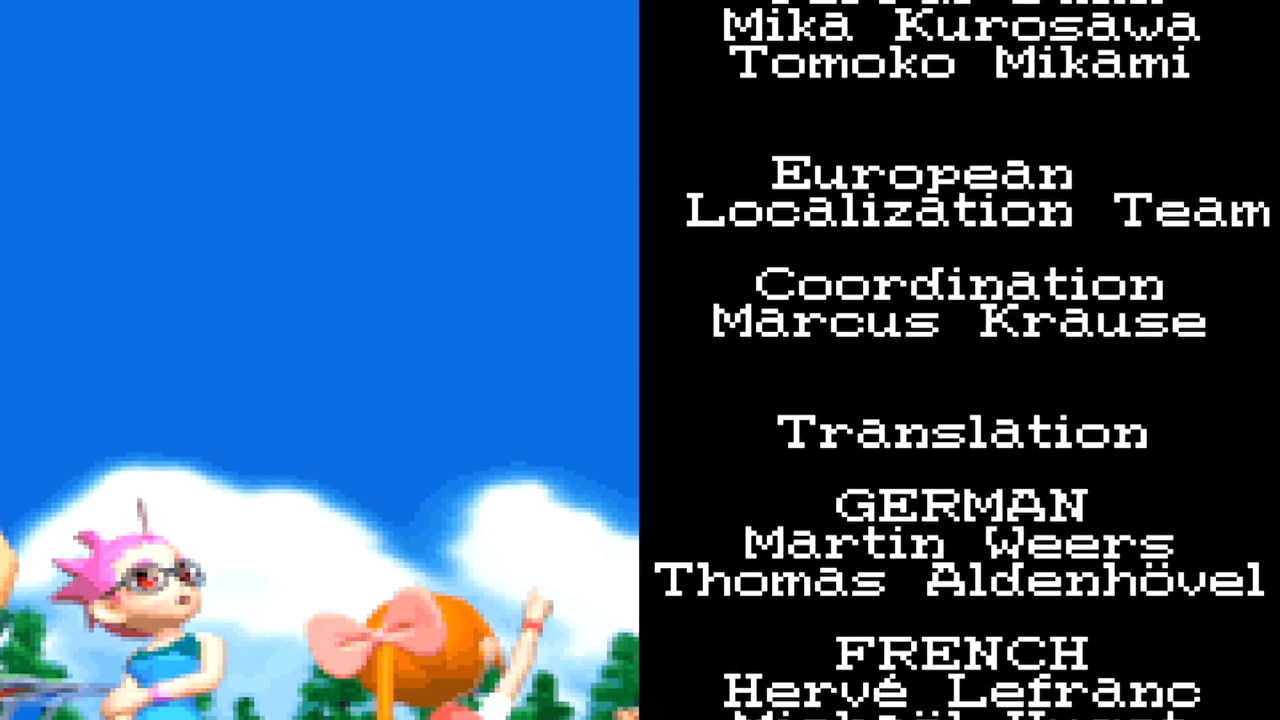 Mika Kurosawa
Tomoko Mikami
European
Localization Team
Coordination
Marcus Krause
Translation
GERMAN
Martin Weers
Thomas Aldenhövel
FRENCH
Hervé Lefranc